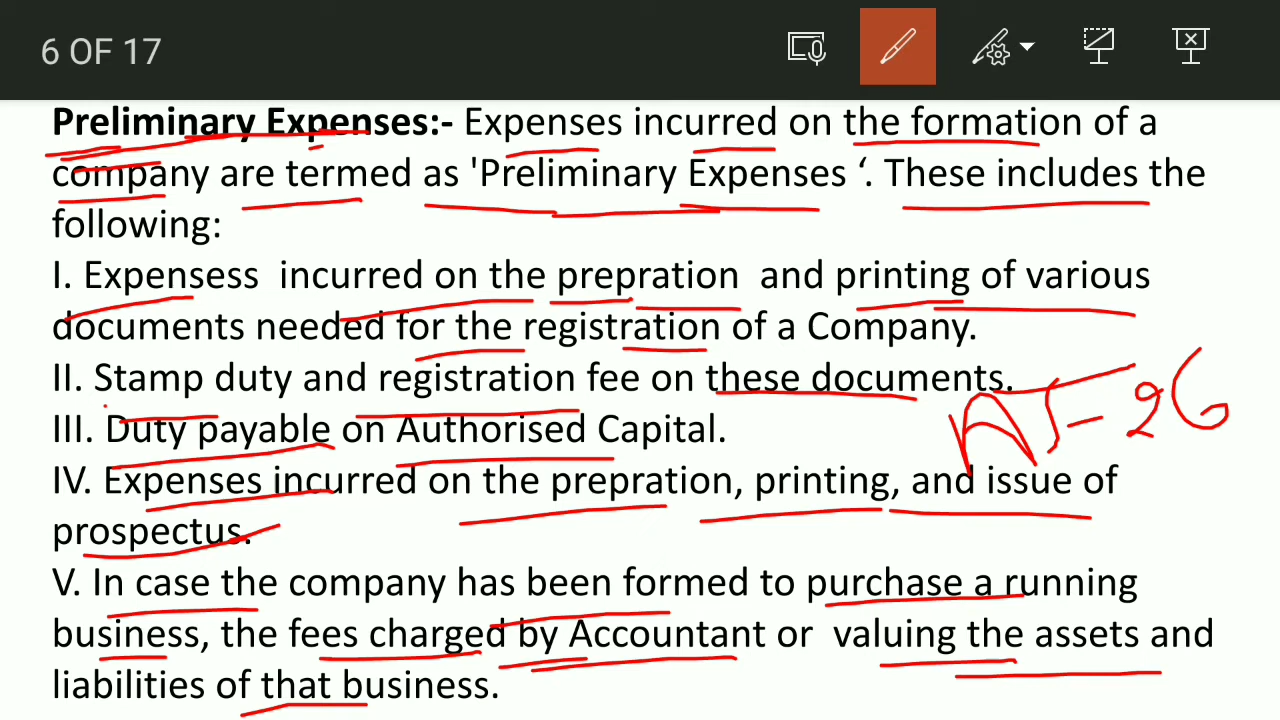 6 OF 17
Preliminary Expenses:- Expenses incurred on the formation of a
company are termed as 'Preliminary Expenses ‘. These includes the
following:
I. Expensess  incurred on the prepration  and printing of various
documents needed for the registration of a Company.
II. Stamp duty and registration fee on these documents.
III. Duty payable on Authorised Capital.
IV. Expenses incurred on the prepration, printing, and issue of
prospectus.
V. In case the company has been formed to purchase a running
business, the fees charged by Accountant or  valuing the assets and
liabilities of that business.